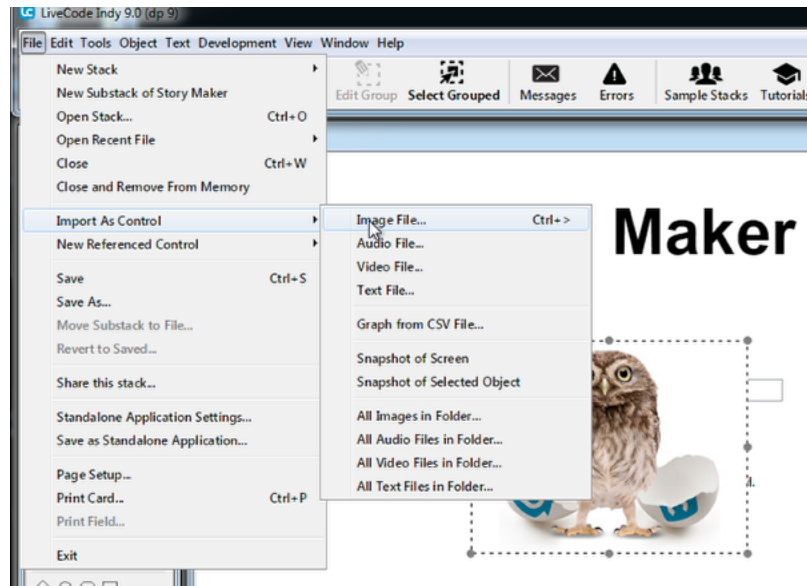 LiveCode Indy 9.0 (dp 9)
File Edit Tools Object Text Development View Window Help
Edit Group Select Grouped Messages Errors Sample Stacks Tutorials
New Stack
New Substack of Story Maker
Open Stack... Ctrl+O
Open Recent File
Close Ctrl+W
Close and Remove From Memory
Import As Control
New Referenced Control
Save Ctrl+S
Save As...
Move Substack to File...
Revert to Saved...
Share this stack...
Standalone Application Settings...
Save as Standalone Application...
Page Setup...
Print Card... Ctrl+P
Print Field...
Exit
Image File... Ctrl+>
Audio File...
Video File...
Text File...
Graph from CSV File...
Snapshot of Screen
Snapshot of Selected Object
All Images in Folder...
All Audio Files in Folder...
All Video Files in Folder...
All Text Files in Folder...
Maker